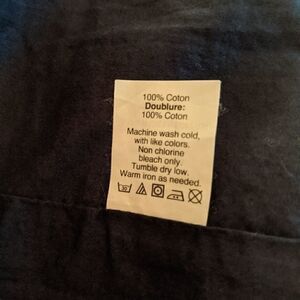 100% Coton
Doublure:
100% Coton
Machine wash cold,
with like colors.
Non chlorine
bleach only.
Tumble dry low.
Warm iron as needed.
30